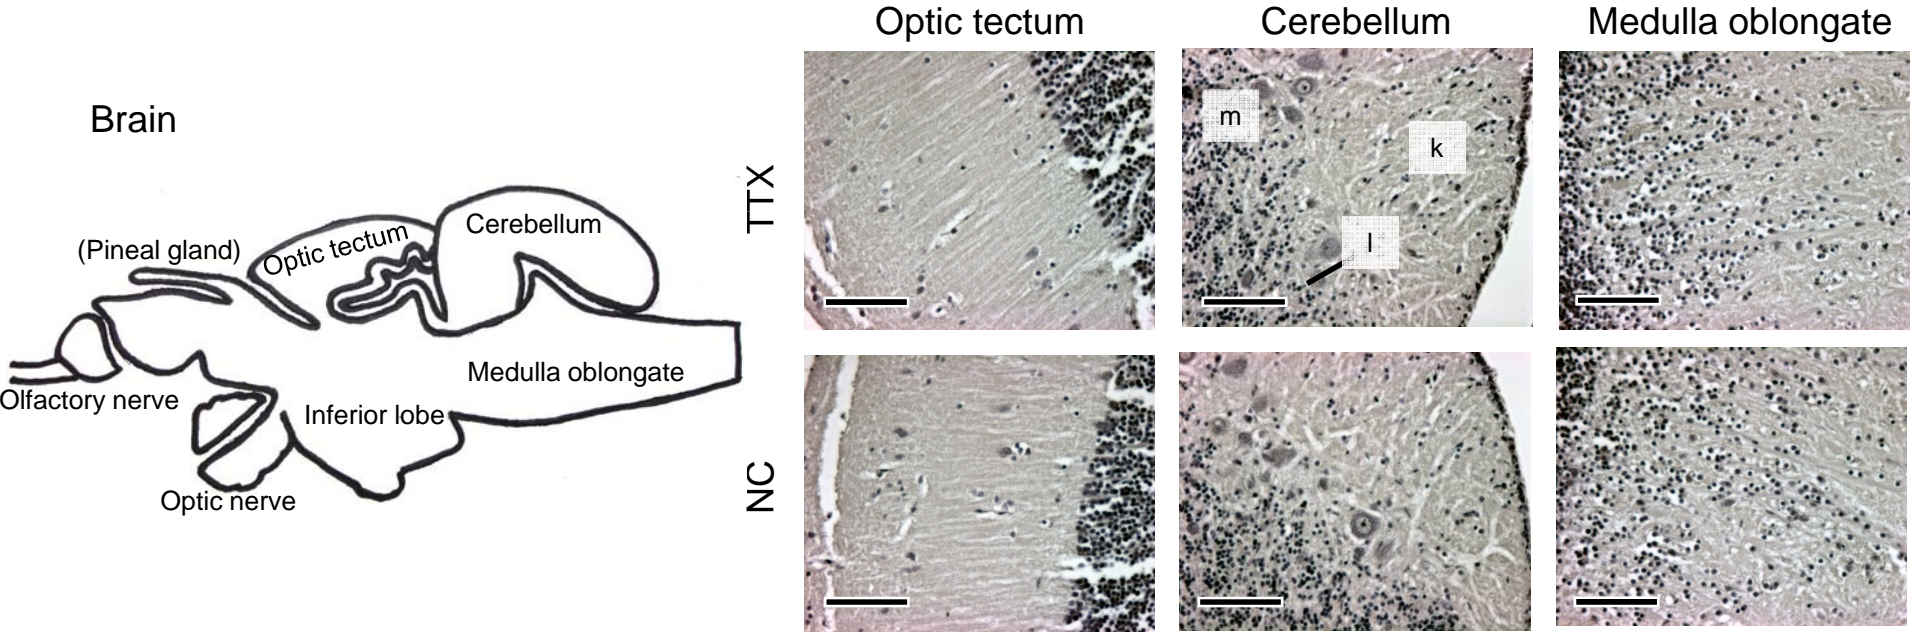 Optic tectum
Cerebellum
Medulla oblongate
Brain
TTX
m
k
l
(Pineal gland)
Optic tectum
Cerebellum
Medulla oblongate
Olfactory nerve
Inferior lobe
Optic nerve
NC